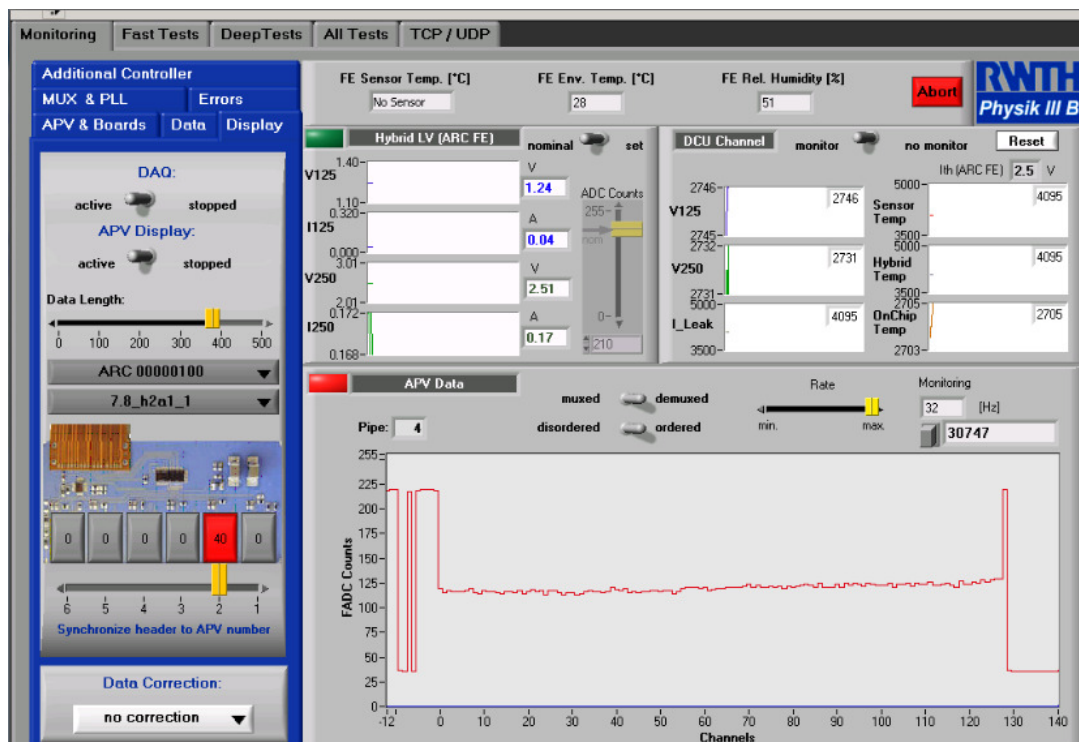 Monitoring Fast Tests DeepTests All Tests TCP / UDP
Additional Controller
MUX & PLL Errors
APV & Boards Data Display
DAQ:
active stopped
APV Display:
active stopped
Data Length:
0 100 200 300 400 500
ARC 00000100
7.8_h2a1_1
0 0 0 0 40 0
6 5 4 3 2 1
Synchronize header to APV number
Data Correction:
no correction
FE Sensor Temp. [°C] FE Env. Temp. [°C] FE Rel. Humidity [%]
No Sensor 28 51
Abort
RWTH
Physik III B
Hybrid LV (ARC FE)
nominal set
V125
1.40
1.10
V
1.24
I125
0.320
0.000
A
0.04
V250
3.01
2.01
V
2.51
I250
0.172
0.168
A
0.17
ADC Counts
255
nom
0
210
DCU Channel monitor no monitor Reset
Ith (ARC FE) 2.5 V
V125
2746
2745
2746
V250
2732
2731
2731
I_Leak
5000
3500
4095
Sensor
Temp
5000
3500
4095
Hybrid
Temp
5000
3500
4095
OnChip
Temp
2705
2703
2705
APV Data
muxed demuxed
disordered ordered
Pipe: 4
Rate
min. max.
Monitoring
32 [Hz]
30747
FADC Counts
255
225
200
175
150
125
100
75
50
25
0
-12 0 10 20 30 40 50 60 70 80 90 100 110 120 130 140
Channels